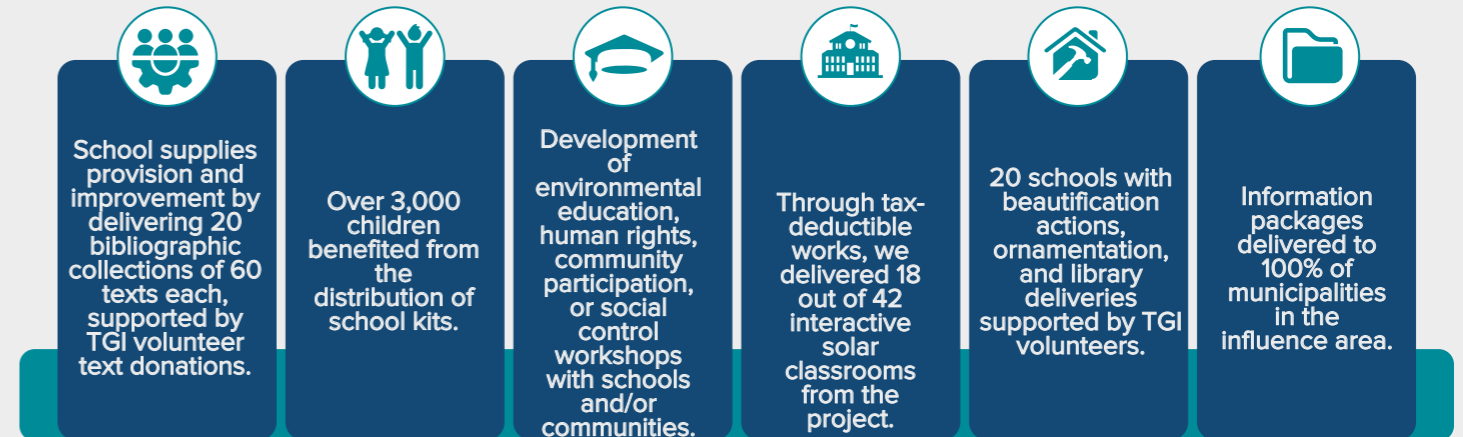 School supplies
provision and
improvement by
delivering 20
bibliographic
collections of 60
texts each,
supported by
TGI volunteer
text donations.
Over 3,000
children
benefited from
the
distribution of
school kits.
Development
of
environmental
education,
human rights,
community
participation,
or social
control
workshops
with schools
and/or
communities.
Through tax-
deductible
works, we
delivered 18
out of 42
interactive
solar
classrooms
from the
project.
20 schools with
beautification
actions,
ornamentation,
and library
deliveries
supported by TGI
volunteers.
Information
packages
delivered to
100% of
municipalities
in the
influence area.